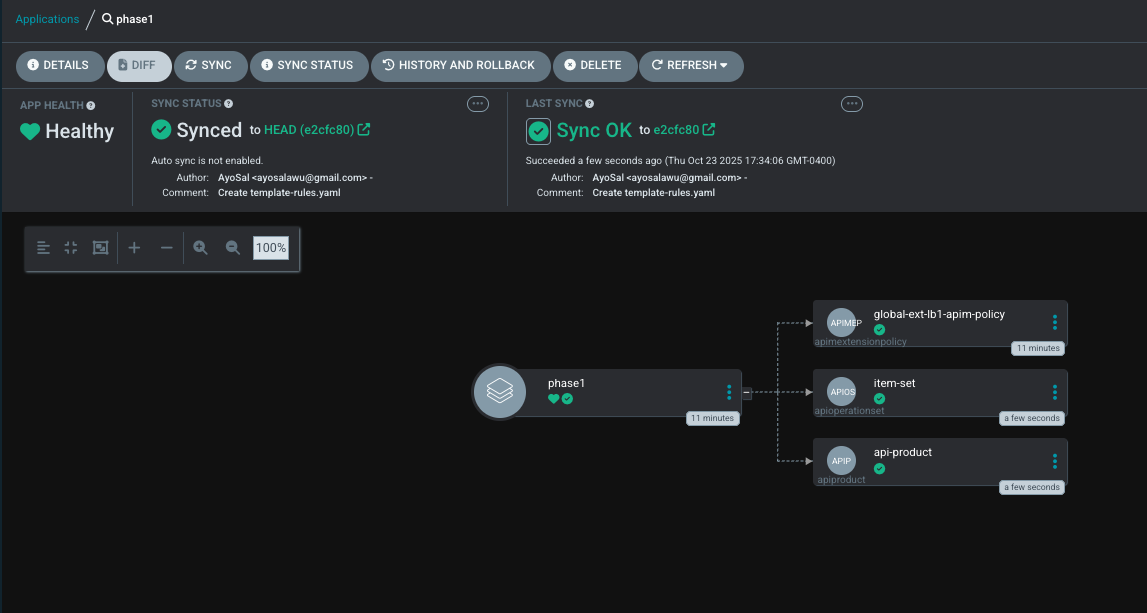 Applications / phase1
DETAILS DIFF SYNC SYNC STATUS HISTORY AND ROLLBACK DELETE REFRESH
APP HEALTH
Healthy
SYNC STATUS
Synced to HEAD (e2cfc80)
Auto sync is not enabled.
Author: AyoSal <ayosalawu@gmail.com> -
Comment: Create template-rules.yaml
LAST SYNC
Sync OK to e2cfc80
Succeeded a few seconds ago (Thu Oct 23 2025 17:34:06 GMT-0400)
Author: AyoSal <ayosalawu@gmail.com> -
Comment: Create template-rules.yaml
100%
phase1
11 minutes
APIMEP
global-ext-lb1-apim-policy
apimextensionpolicy
11 minutes
APIOS
item-set
apioperationset
a few seconds
APIP
api-product
apiproduct
a few seconds